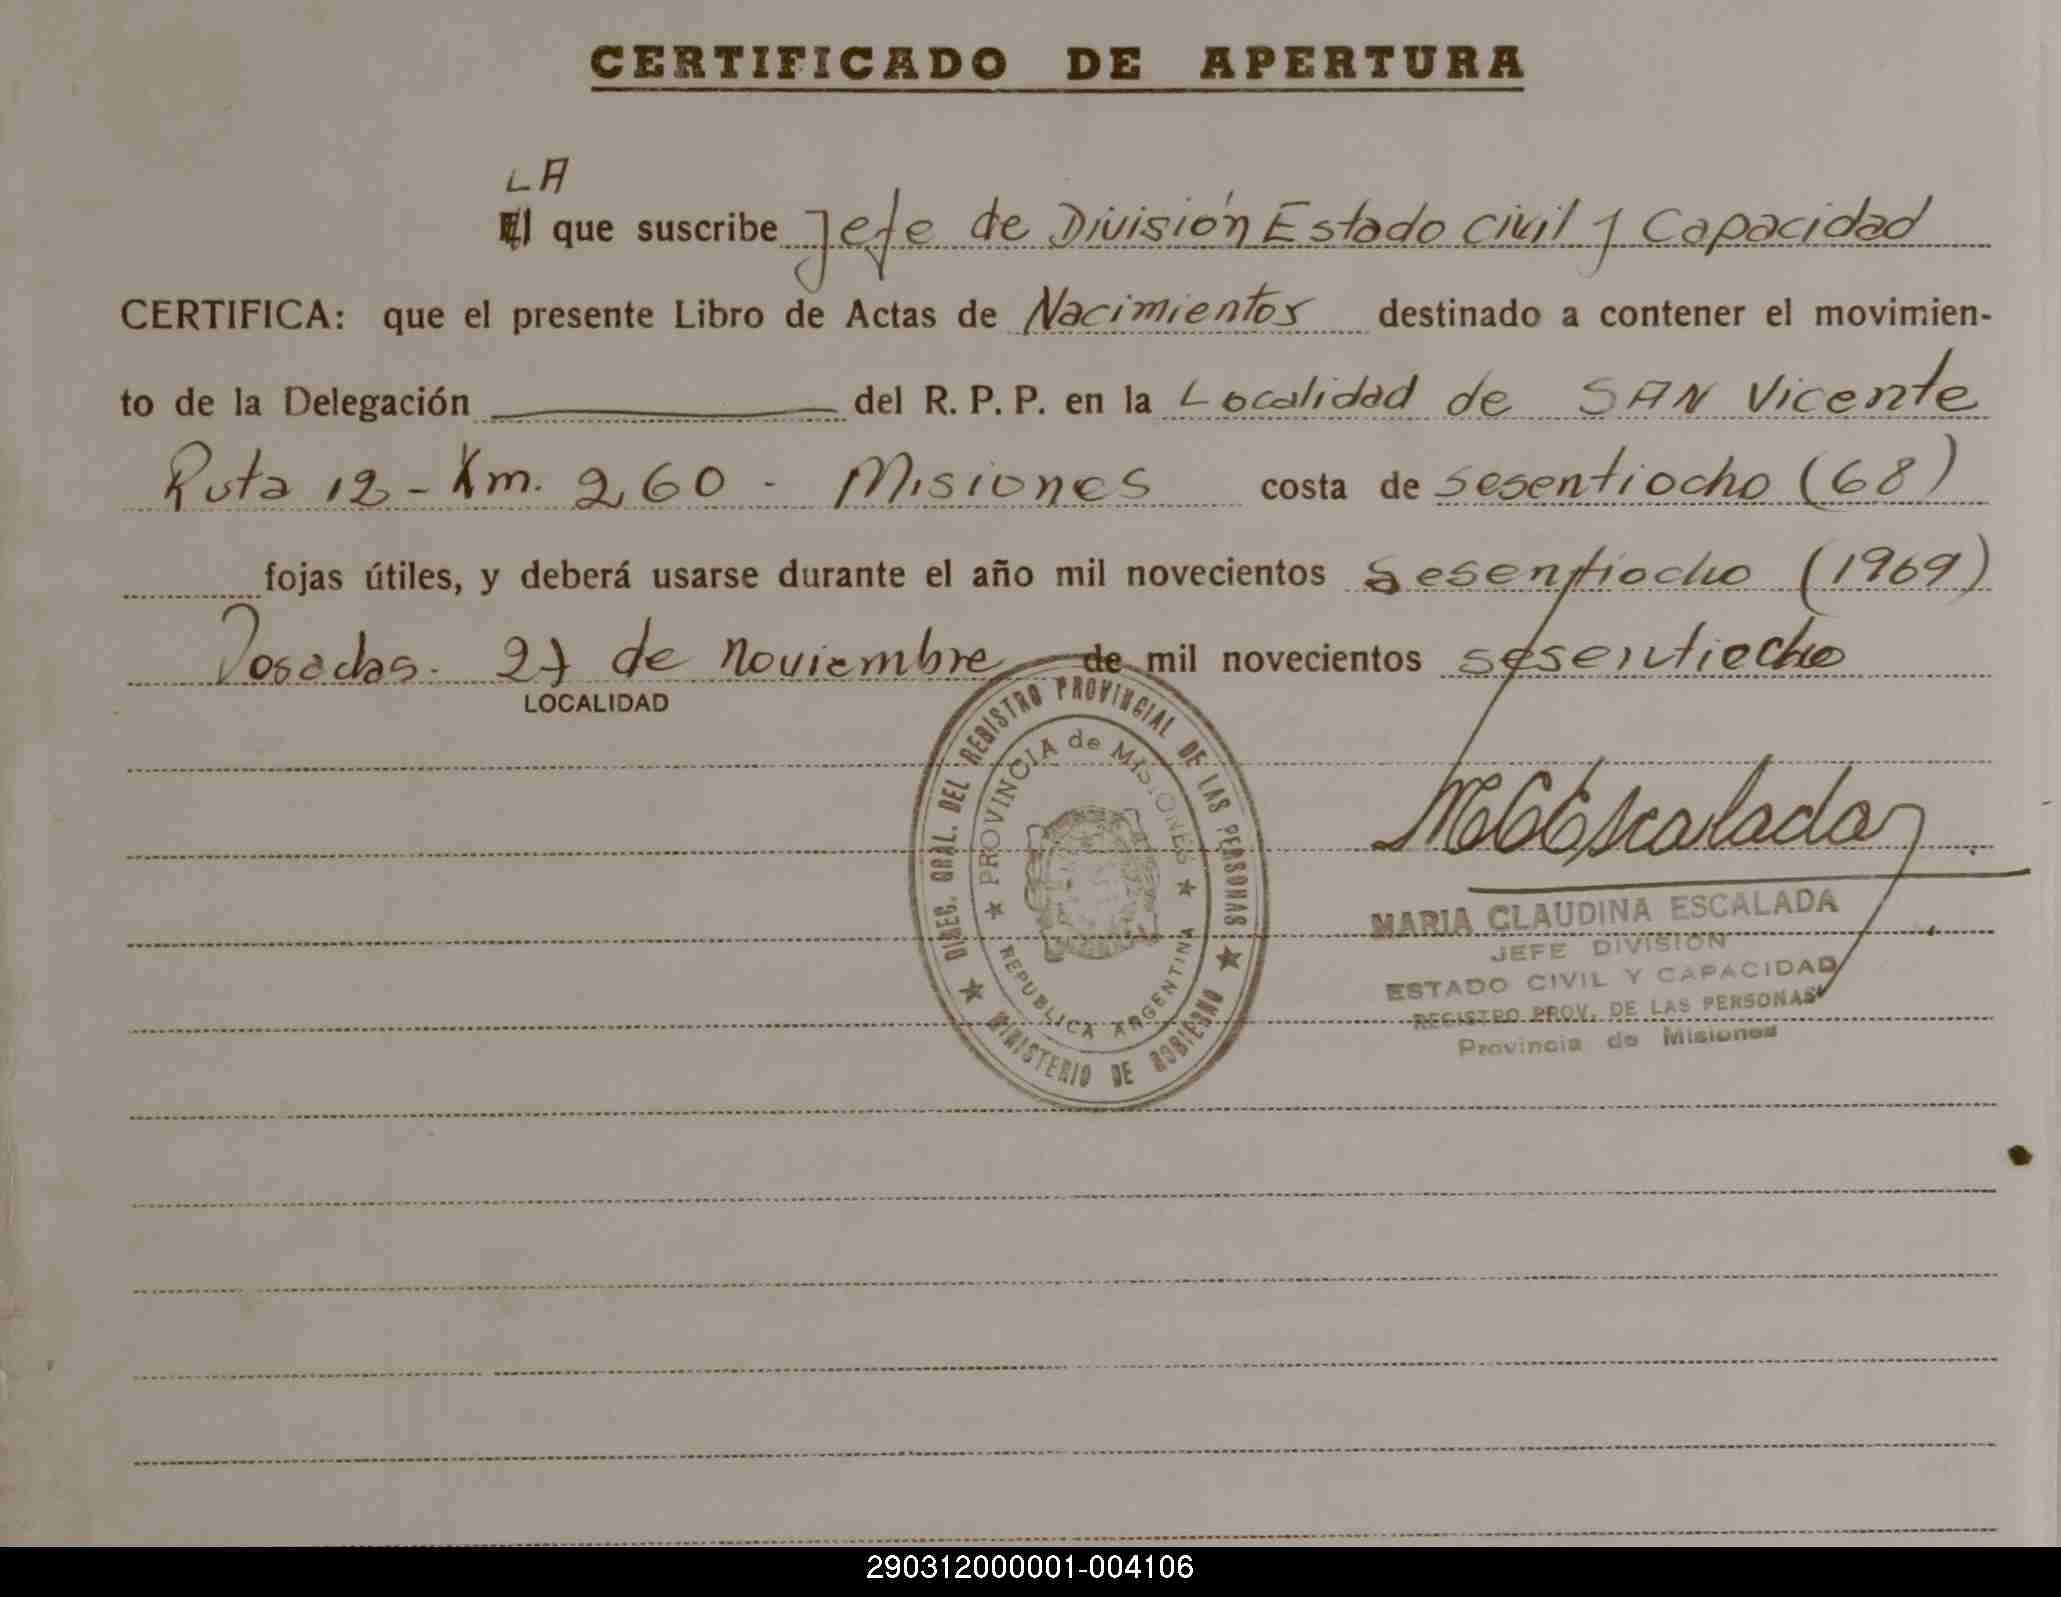 CERTIFICADO DE APERTURA
LA
El que suscribe Jefe de División Estado Civil y Capacidad
CERTIFICA: que el presente Libro de Actas de Nacimientos destinado a contener el movimien-
to de la Delegación ——— del R. P. P. en la Localidad de SAN Vicente
Ruta 12 - Km. 260 - Misiones costa de sesentiocho (68)
fojas útiles, y deberá usarse durante el año mil novecientos sesentiocho (1969)
Posadas. 27 de noviembre de mil novecientos sesentiocho
LOCALIDAD
DIREC. GRAL. DEL REGISTRO PROVINCIAL DE LAS PERSONAS
★ MINISTERIO DE GOBIERNO ★
★ PROVINCIA de MISIONES ★
REPUBLICA ARGENTINA
MCEscalada
MARIA CLAUDINA ESCALADA
JEFE DIVISION
ESTADO CIVIL Y CAPACIDAD
REGISTRO PROV. DE LAS PERSONAS
Provincia de Misiones
290312000001-004106